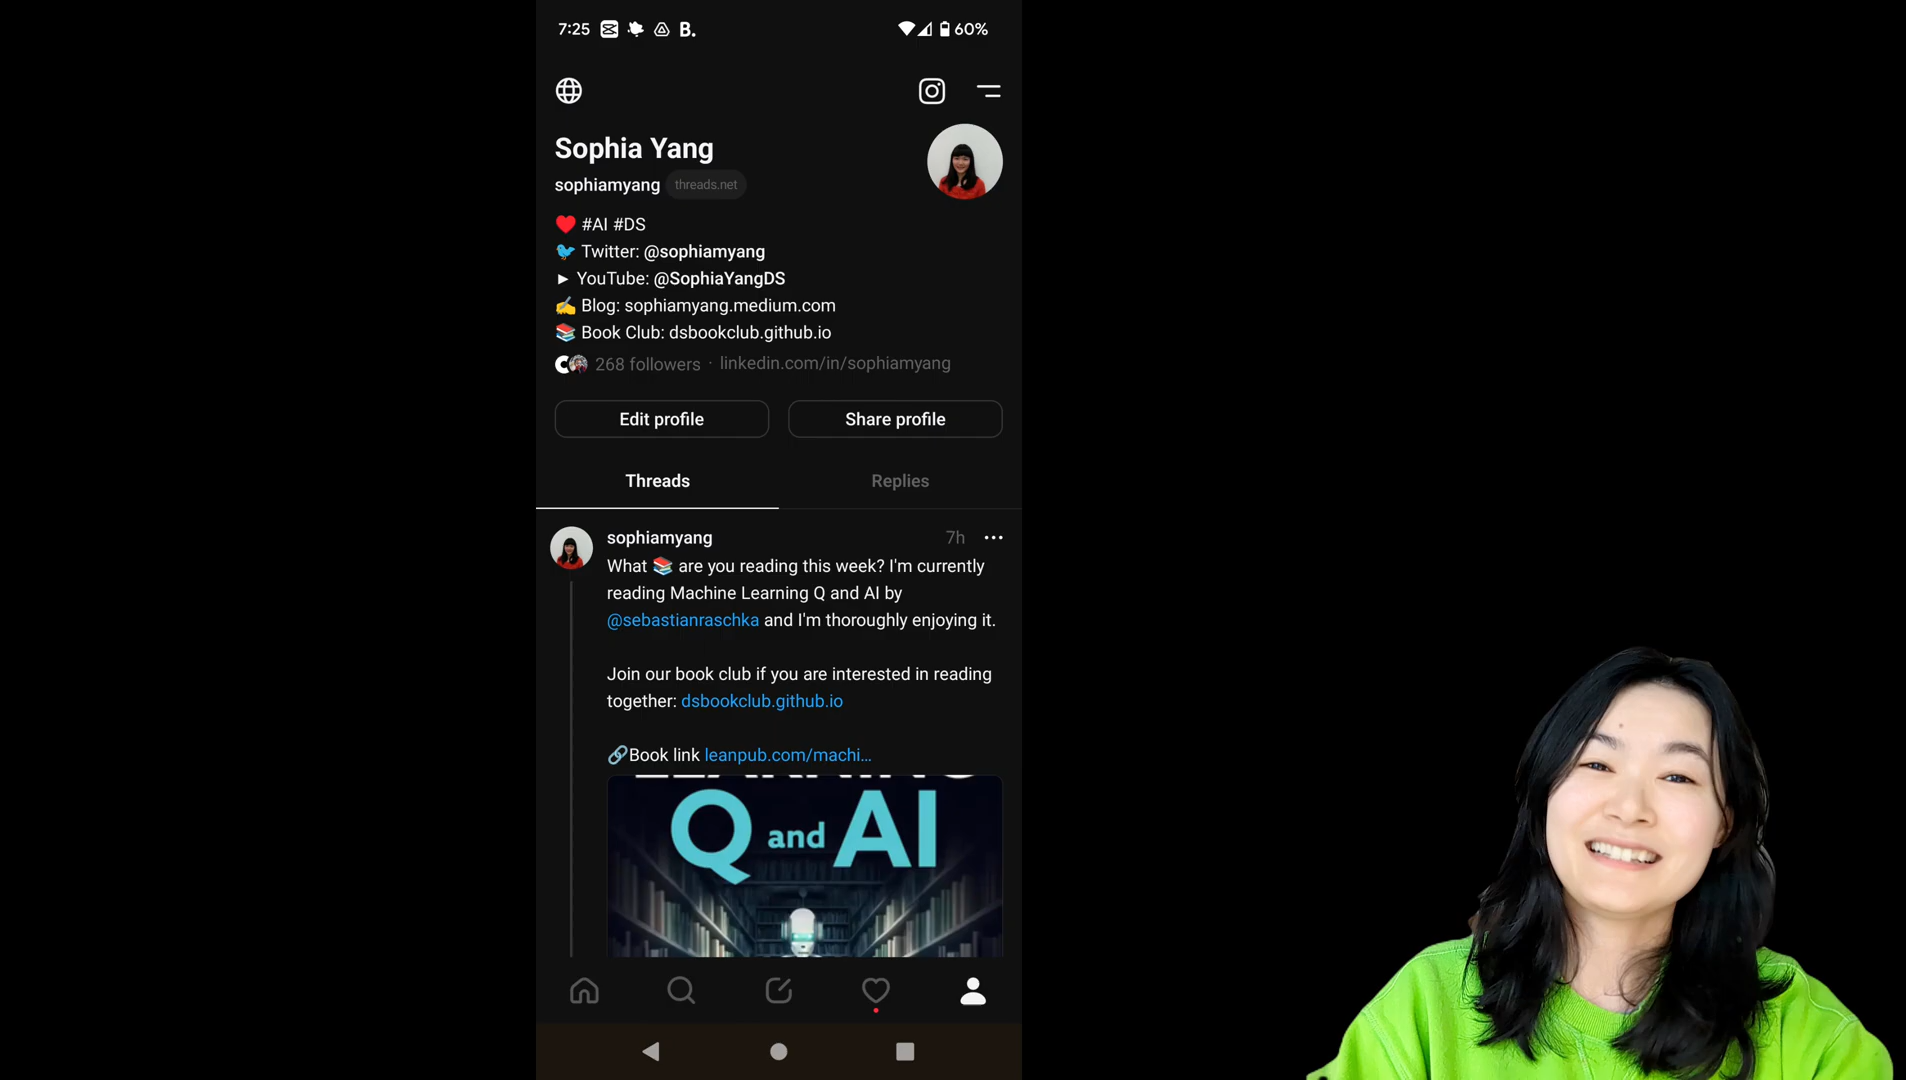 7:25 B. 60%
Sophia Yang
sophiamyang threads.net
❤️ #AI #DS
🐦 Twitter: @sophiamyang
► YouTube: @SophiaYangDS
✍️ Blog: sophiamyang.medium.com
📚 Book Club: dsbookclub.github.io
268 followers · linkedin.com/in/sophiamyang
Edit profile Share profile
Threads Replies
sophiamyang 7h
What 📚 are you reading this week? I'm currently
reading Machine Learning Q and AI by
@sebastianraschka and I'm thoroughly enjoying it.
Join our book club if you are interested in reading
together: dsbookclub.github.io
🔗Book link leanpub.com/machi...
LEARNING
Q and AI